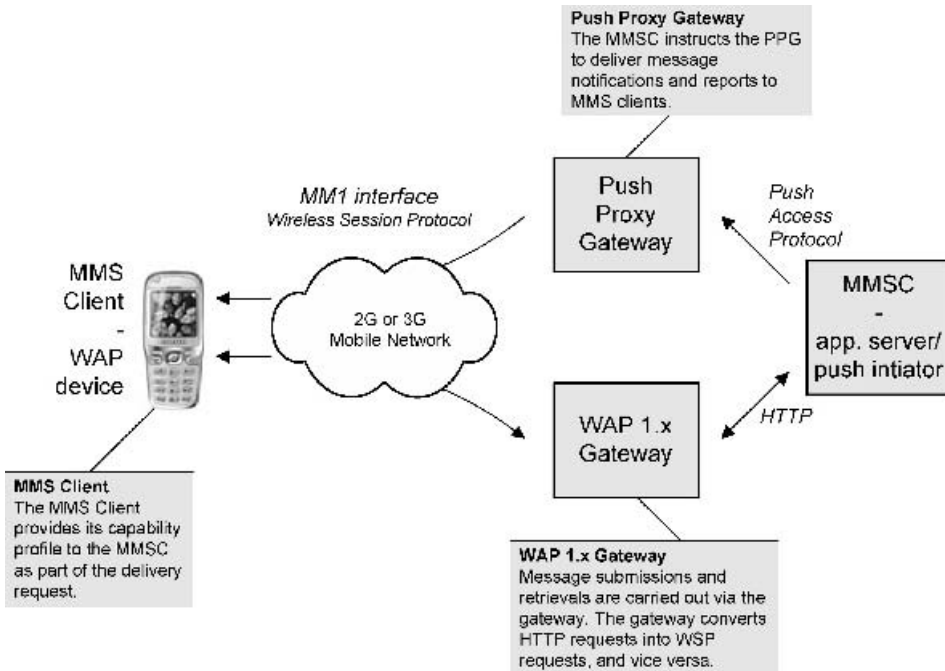 Push Proxy Gateway
The MMSC instructs the PPG
to deliver message
notifications and reports to
MMS clients.
MM1 interface
Wireless Session Protocol
Push
Proxy
Gateway
Push
Access
Protocol
MMS
Client
-
WAP
device
2G or 3G
Mobile Network
MMSC
-
app. server/
push intiator
WAP 1.x
Gateway
HTTP
MMS Client
The MMS Client
provides its capability
profile to the MMSC
as part of the delivery
request.
WAP 1.x Gateway
Message submissions and
retrievals are carried out via the
gateway. The gateway converts
HTTP requests into WSP
requests, and vice versa.